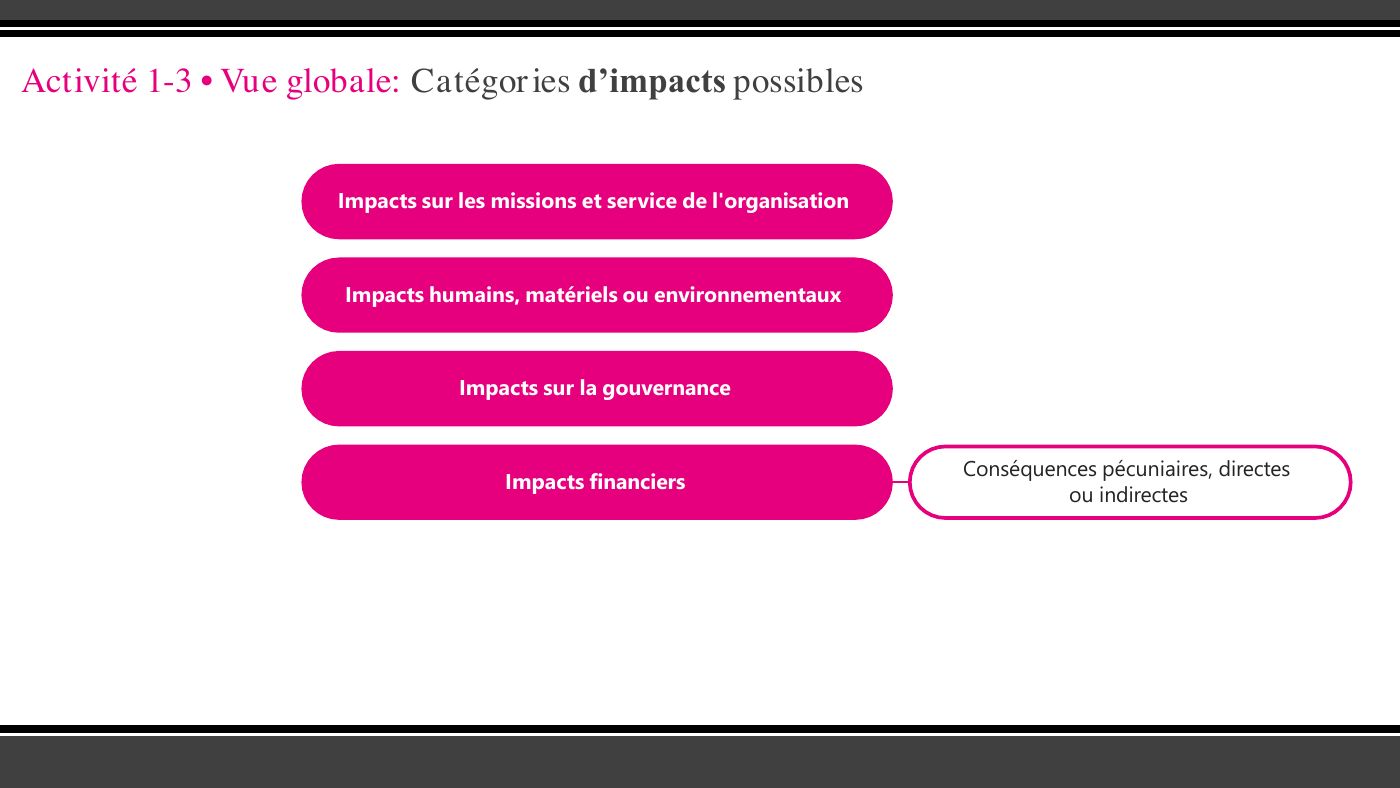 Activité 1-3 • Vue globale: Catégories d’impacts possibles
Impacts sur les missions et service de l'organisation
Impacts humains, matériels ou environnementaux
Impacts sur la gouvernance
Impacts financiers
Conséquences pécuniaires, directes
ou indirectes